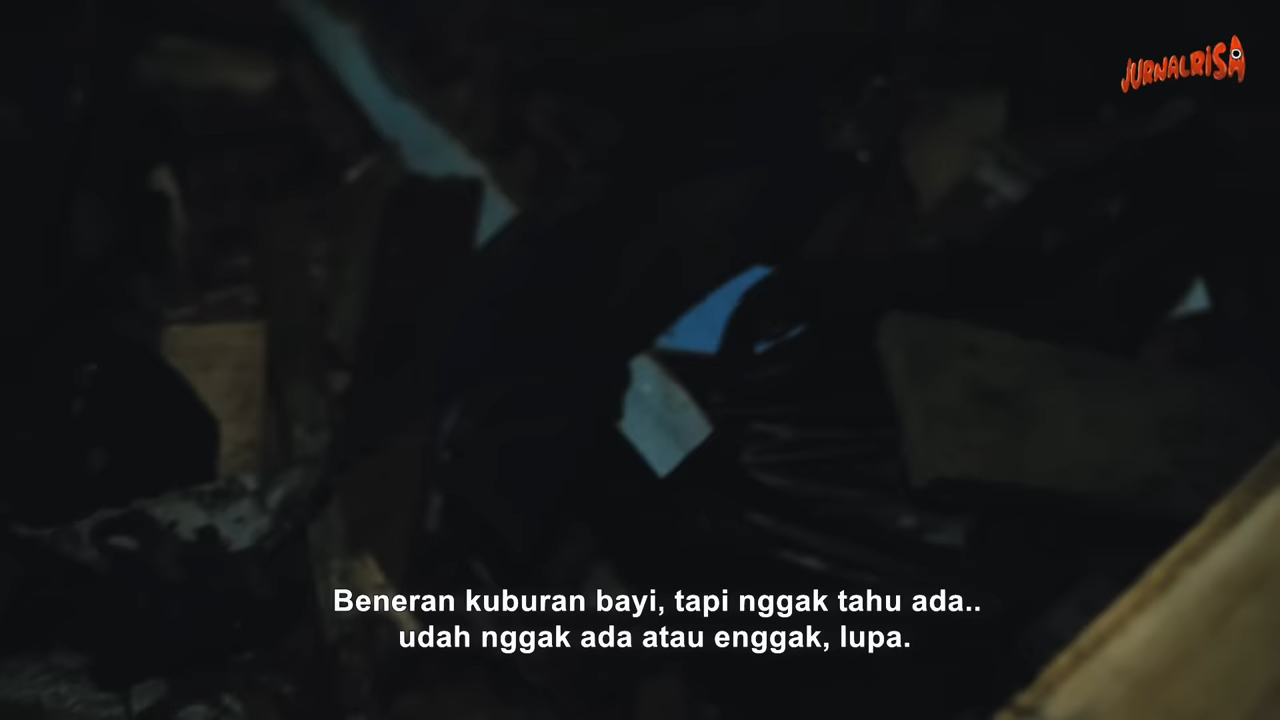 JURNALRISA
Beneran kuburan bayi, tapi nggak tahu ada..
udah nggak ada atau enggak, lupa.